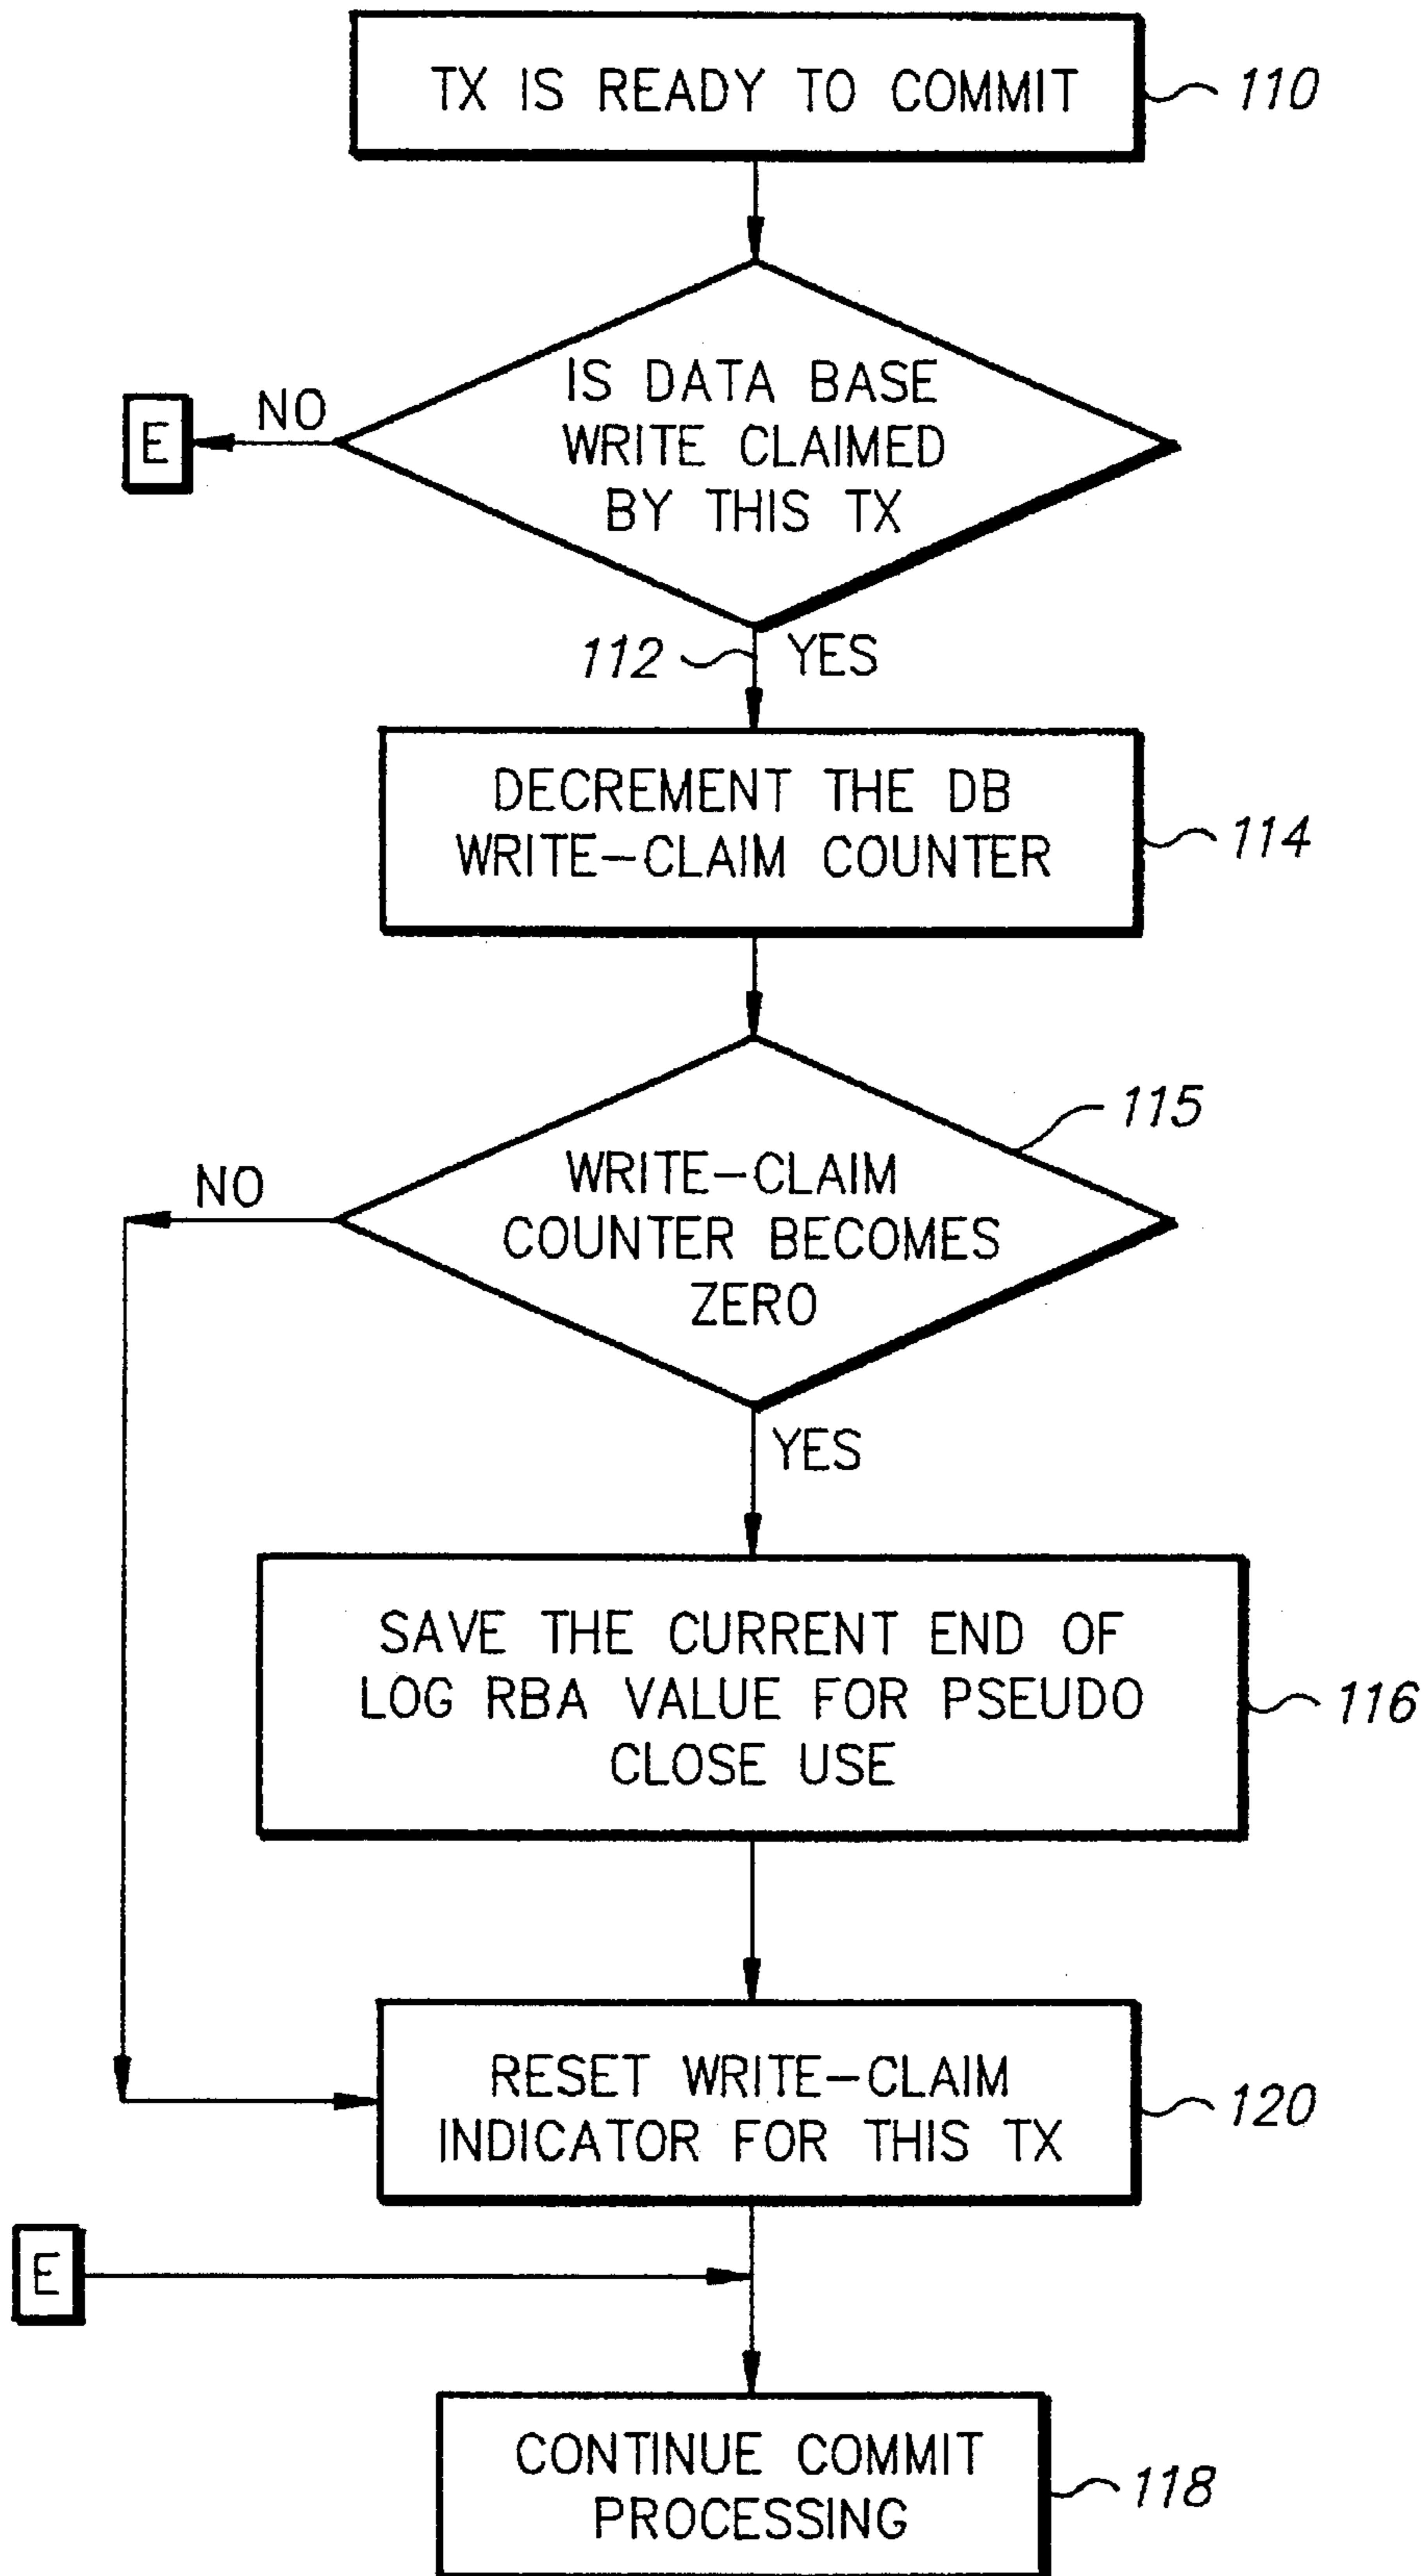 TX IS READY TO COMMIT
110
IS DATA BASE
WRITE CLAIMED
BY THIS TX
NO
E
112
YES
DECREMENT THE DB
WRITE-CLAIM COUNTER
114
115
WRITE-CLAIM
COUNTER BECOMES
ZERO
NO
YES
SAVE THE CURRENT END OF
LOG RBA VALUE FOR PSEUDO
CLOSE USE
116
RESET WRITE-CLAIM
INDICATOR FOR THIS TX
120
E
CONTINUE COMMIT
PROCESSING
118